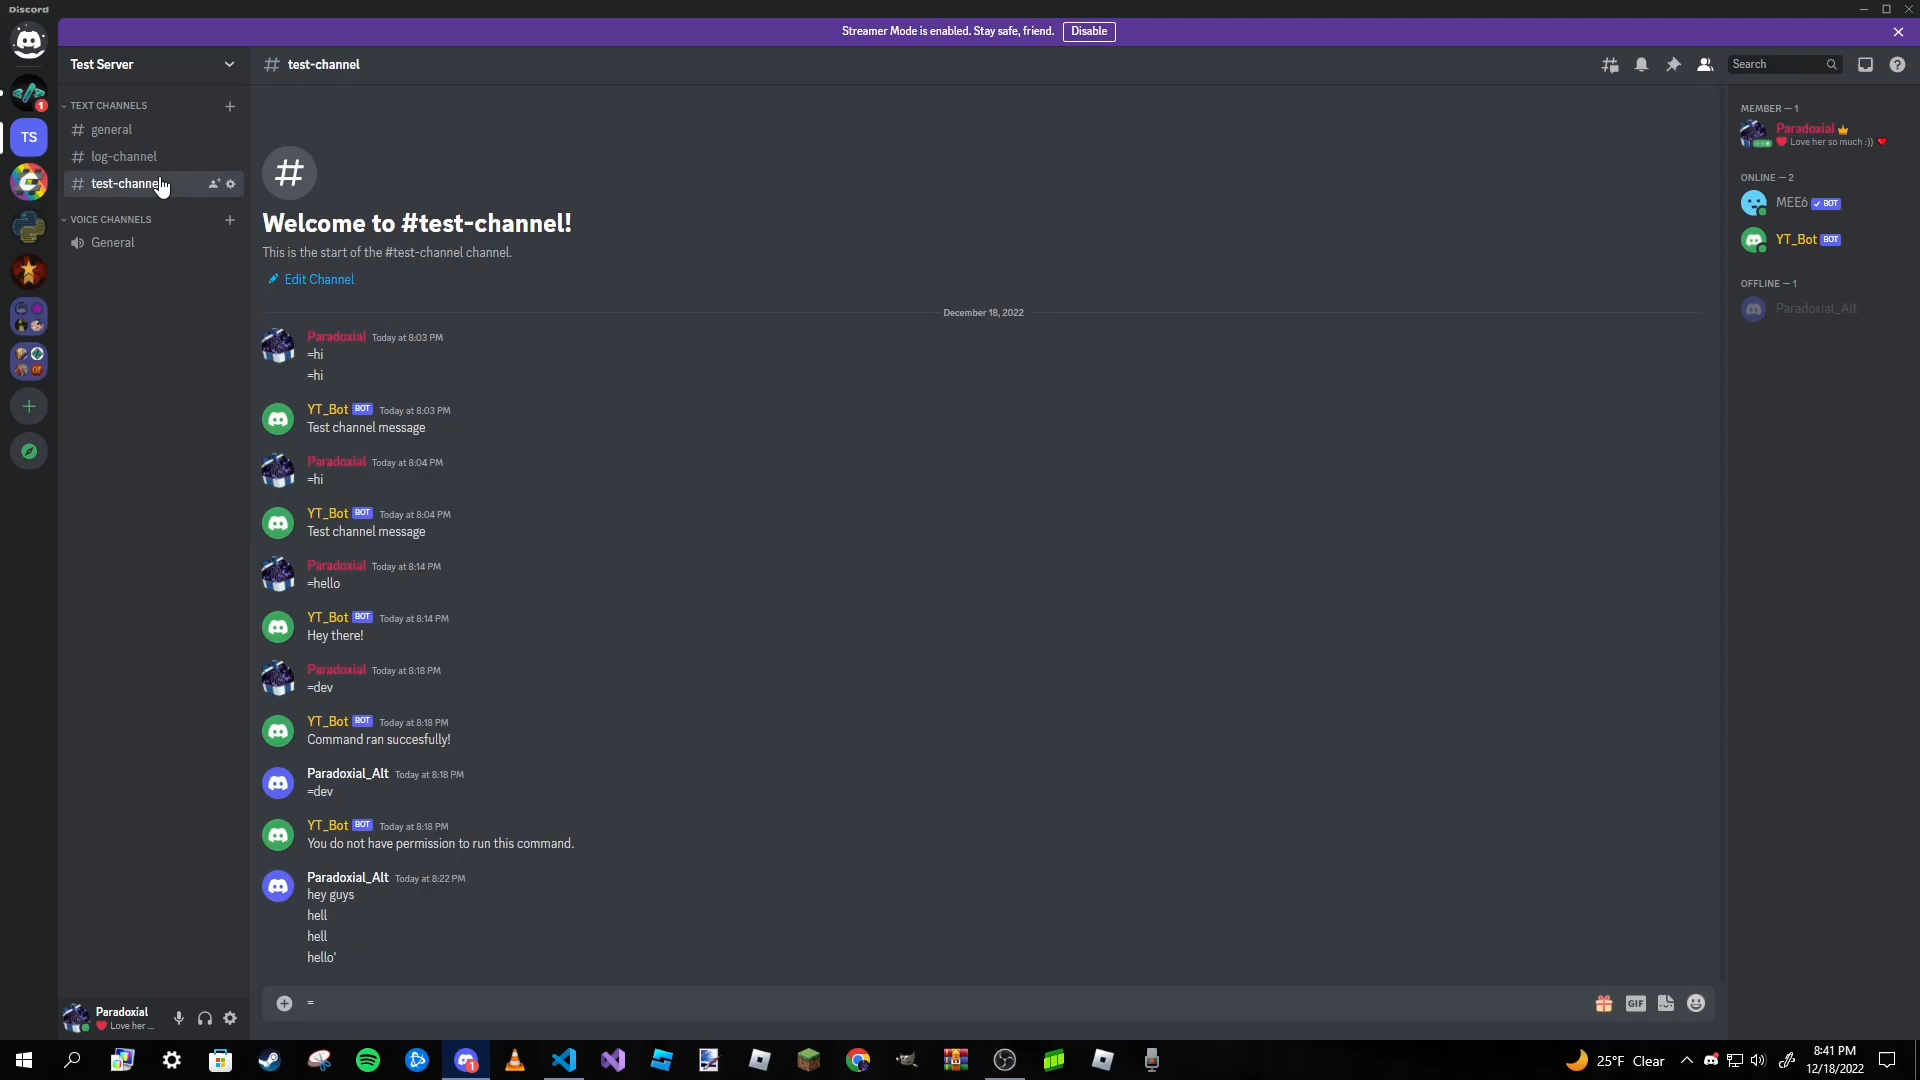 Discord
Streamer Mode is enabled. Stay safe, friend. Disable
Test Server
# test-channel
Search
TEXT CHANNELS
general
log-channel
test-channel
VOICE CHANNELS
General
1
TS
Welcome to #test-channel!
This is the start of the #test-channel channel.
Edit Channel
December 18, 2022
Paradoxial Today at 8:03 PM
=hi
=hi
YT_Bot BOT Today at 8:03 PM
Test channel message
Paradoxial Today at 8:04 PM
=hi
YT_Bot BOT Today at 8:04 PM
Test channel message
Paradoxial Today at 8:14 PM
=hello
YT_Bot BOT Today at 8:14 PM
Hey there!
Paradoxial Today at 8:18 PM
=dev
YT_Bot BOT Today at 8:18 PM
Command ran succesfully!
Paradoxial_Alt Today at 8:18 PM
=dev
YT_Bot BOT Today at 8:18 PM
You do not have permission to run this command.
Paradoxial_Alt Today at 8:22 PM
hey guys
hell
hell
hello'
=
GIF
MEMBER — 1
Paradoxial
Love her so much :))
ONLINE — 2
MEE6 ✓ BOT
YT_Bot BOT
OFFLINE — 1
Paradoxial_Alt
Paradoxial
Love her ...
1
25°F Clear
8:41 PM
12/18/2022